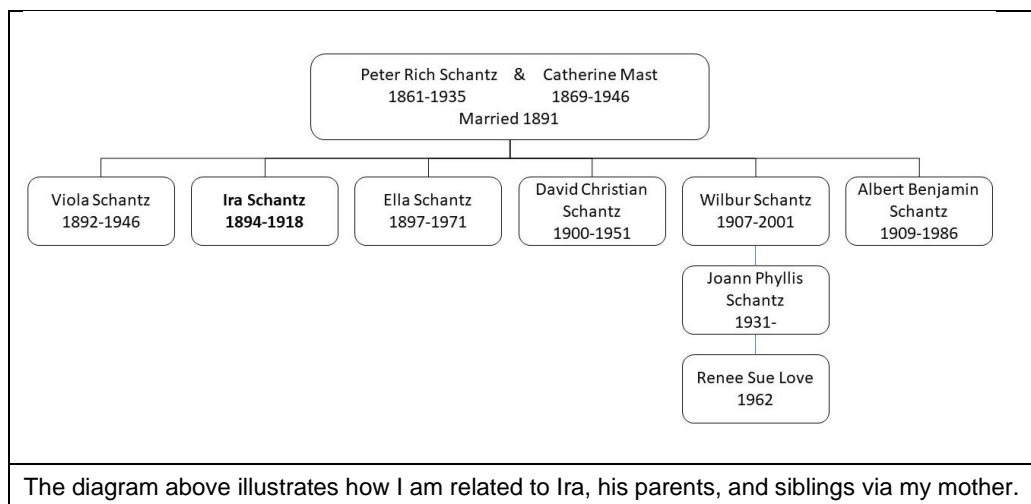 Peter Rich Schantz & Catherine Mast
1861-1935 1869-1946
Married 1891
Viola Schantz
1892-1946
Ira Schantz
1894-1918
Ella Schantz
1897-1971
David Christian
Schantz
1900-1951
Wilbur Schantz
1907-2001
Albert Benjamin
Schantz
1909-1986
Joann Phyllis
Schantz
1931-
Renee Sue Love
1962
The diagram above illustrates how I am related to Ira, his parents, and siblings via my mother.